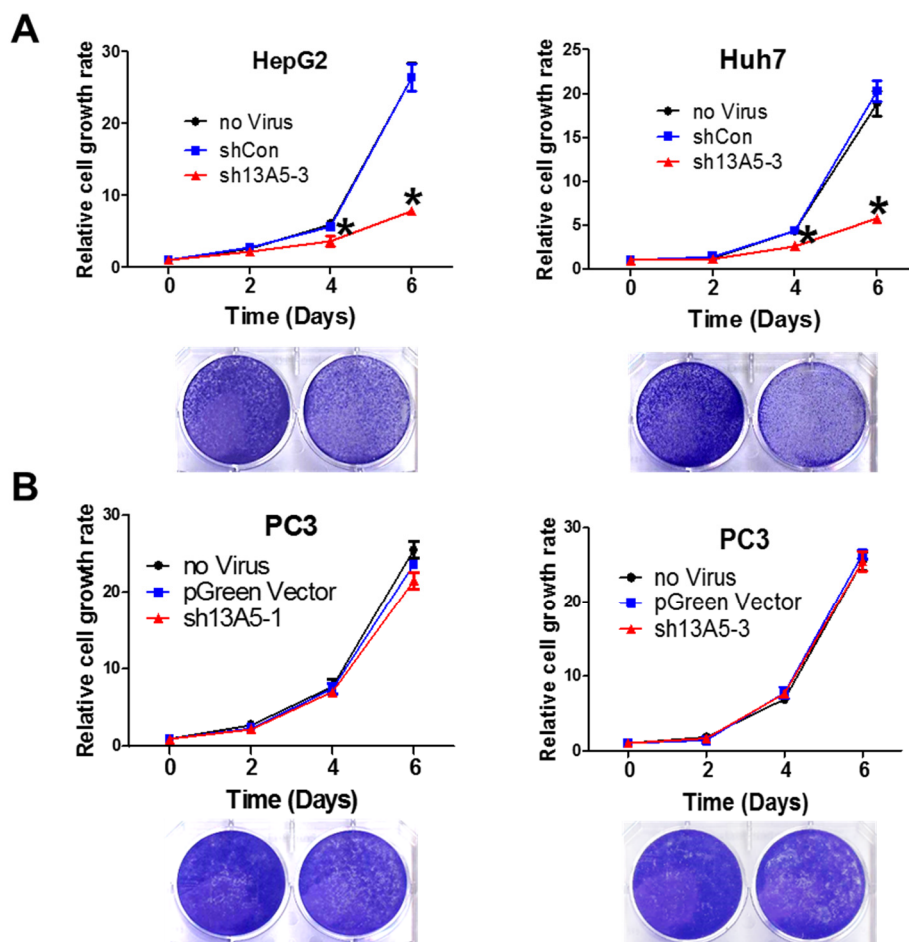 A
HepG2
Relative cell growth rate
30
20
10
0
no Virus
shCon
sh13A5-3
*
*
0 2 4 6
Time (Days)
Huh7
Relative cell growth rate
25
20
15
10
5
0
no Virus
shCon
sh13A5-3
*
*
0 2 4 6
Time (Days)
B
PC3
Relative cell growth rate
30
20
10
0
no Virus
pGreen Vector
sh13A5-1
0 2 4 6
Time (Days)
PC3
Relative cell growth rate
30
20
10
0
no Virus
pGreen Vector
sh13A5-3
0 2 4 6
Time (Days)